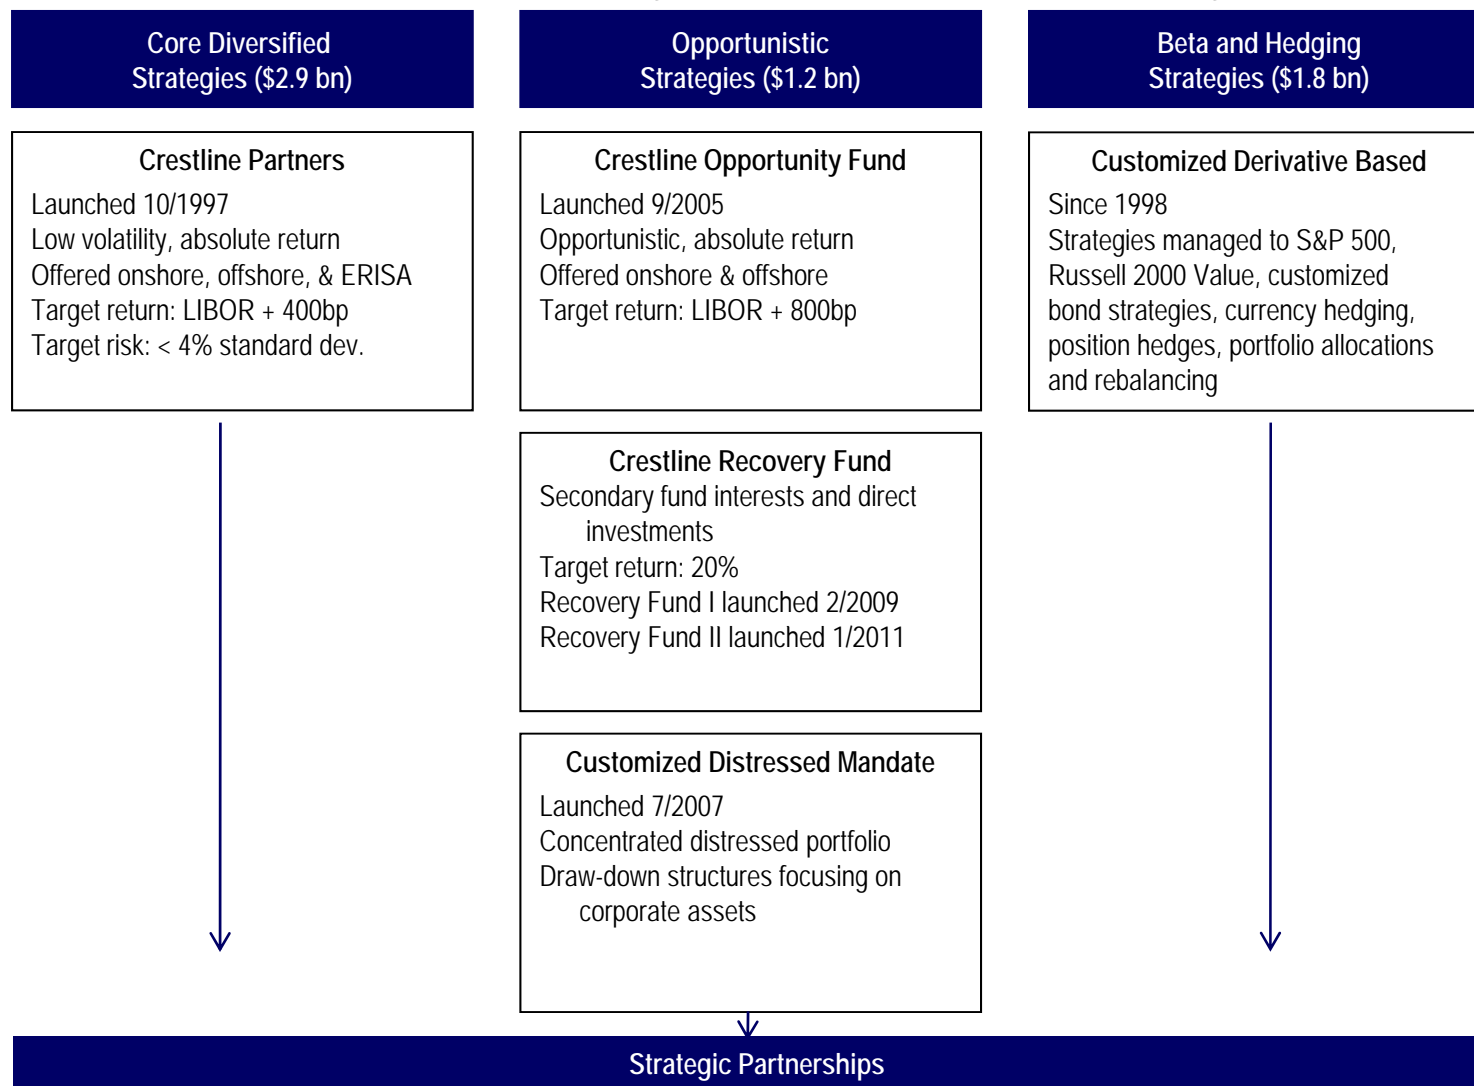 Core Diversified
Strategies ($2.9 bn)
Opportunistic
Strategies ($1.2 bn)
Beta and Hedging
Strategies ($1.8 bn)
Crestline Partners
Launched 10/1997
Low volatility, absolute return
Offered onshore, offshore, & ERISA
Target return: LIBOR + 400bp
Target risk: < 4% standard dev.
Crestline Opportunity Fund
Launched 9/2005
Opportunistic, absolute return
Offered onshore & offshore
Target return: LIBOR + 800bp
Customized Derivative Based
Since 1998
Strategies managed to S&P 500,
Russell 2000 Value, customized
bond strategies, currency hedging,
position hedges, portfolio allocations
and rebalancing
Crestline Recovery Fund
Secondary fund interests and direct
investments
Target return: 20%
Recovery Fund I launched 2/2009
Recovery Fund II launched 1/2011
Customized Distressed Mandate
Launched 7/2007
Concentrated distressed portfolio
Draw-down structures focusing on
corporate assets
Strategic Partnerships